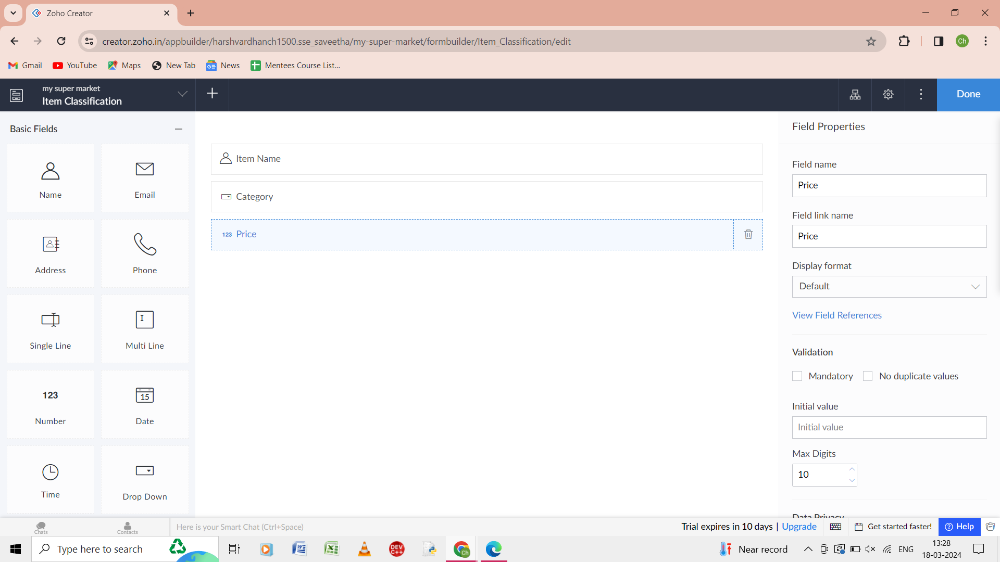 Zoho Creator
creator.zoho.in/appbuilder/harshvardhanch1500.sse_saveetha/my-super-market/formbuilder/Item_Classification/edit
Ch
Gmail
YouTube
Maps
New Tab
News
Mentees Course List...
my super market
Item Classification
Done
Basic Fields
Name
Email
Address
Phone
Single Line
Multi Line
123
Number
15
Date
Time
Drop Down
Item Name
Category
123 Price
Field Properties
Field name
Price
Field link name
Price
Display format
Default
View Field References
Validation
Mandatory
No duplicate values
Initial value
Initial value
Max Digits
10
Data Privacy
Chats
Contacts
Here is your Smart Chat (Ctrl+Space)
Trial expires in 10 days | Upgrade
Get started faster!
Help
Type here to search
DEV C++
Ch
Near record
ENG
13:28
18-03-2024